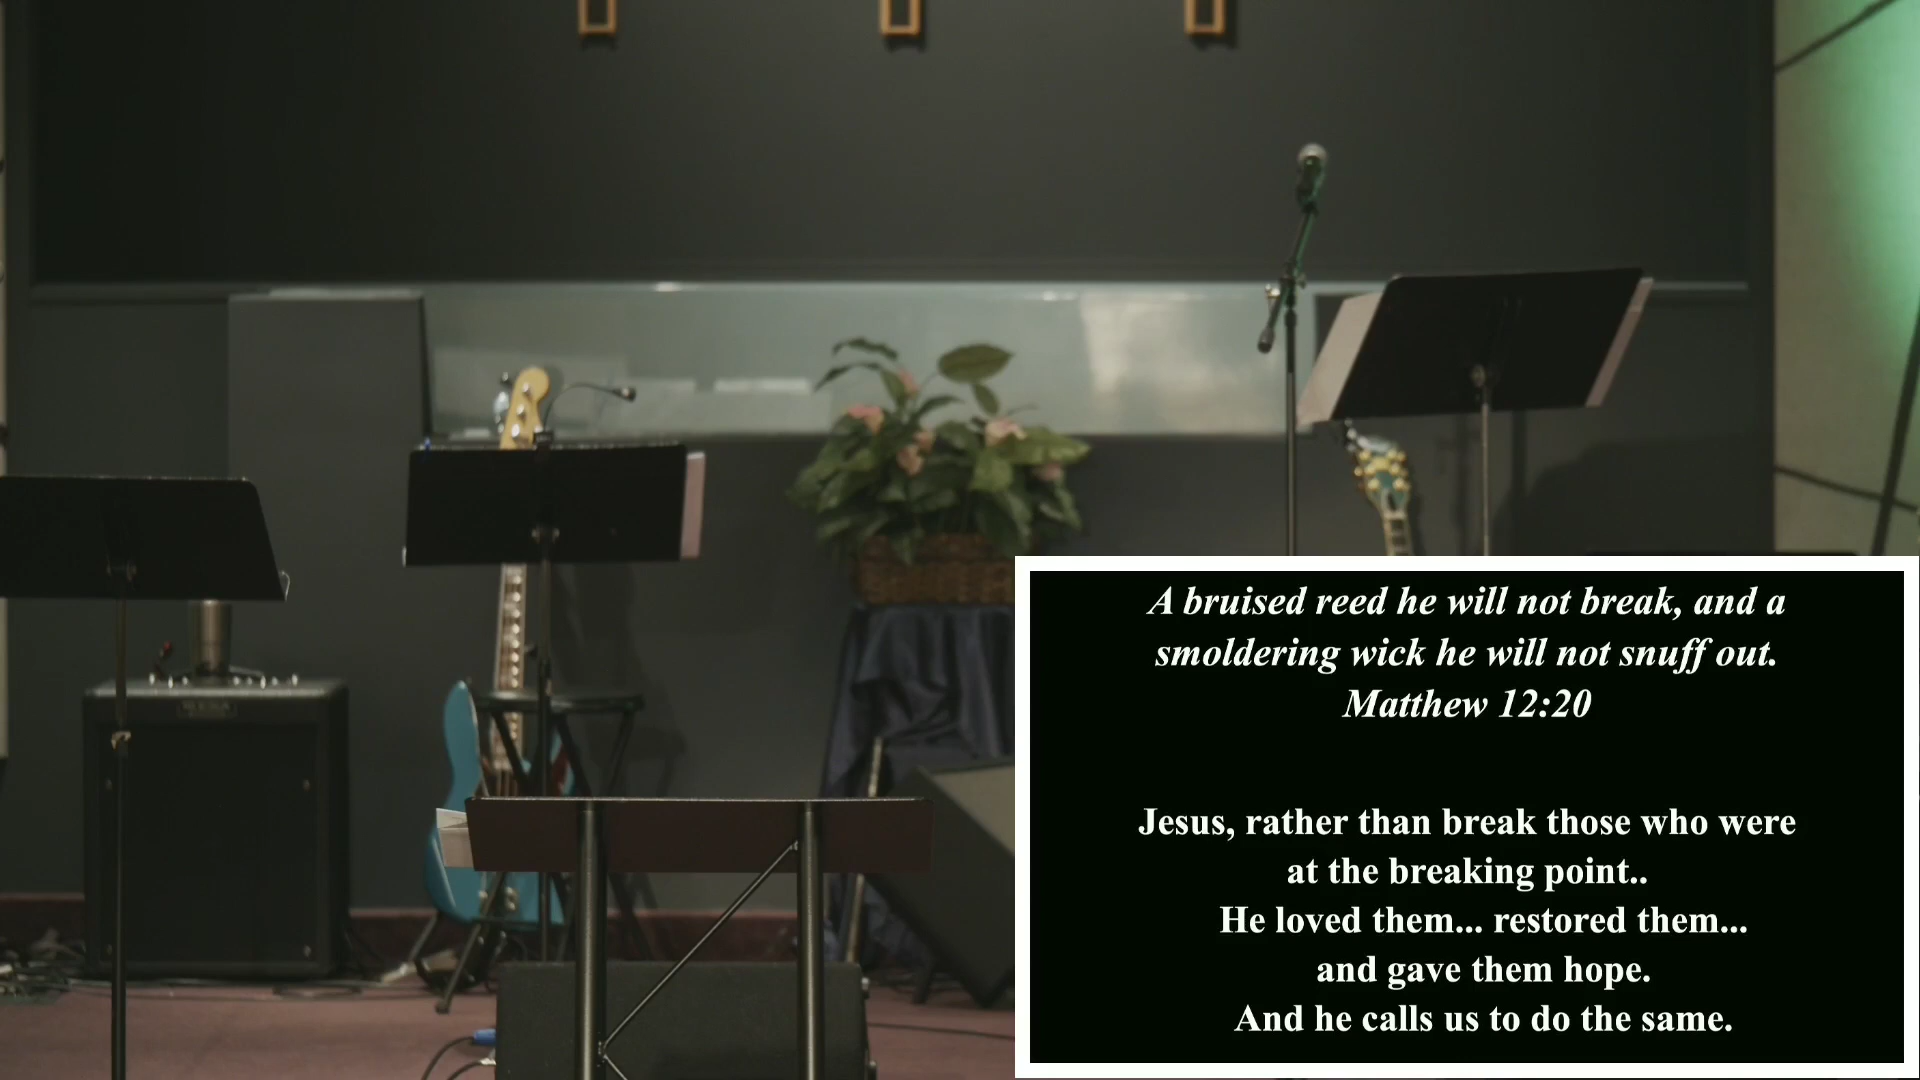 A bruised reed he will not break, and a
smoldering wick he will not snuff out.
Matthew 12:20
Jesus, rather than break those who were
at the breaking point..
He loved them... restored them...
and gave them hope.
And he calls us to do the same.